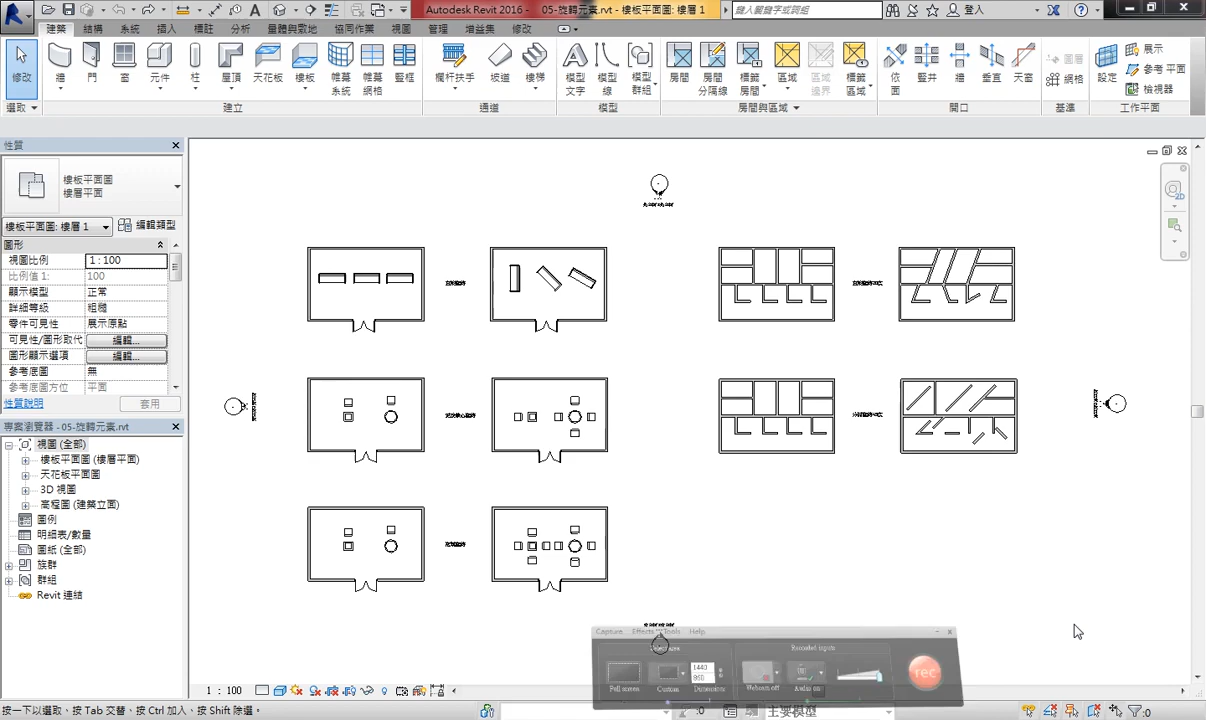 Autodesk Revit 2016 - 05-旋轉元素.rvt - 樓板平面圖: 樓層 1
鍵入關鍵字或詞組
登入
建築 結構 系統 插入 註解 分析 量體與敷地 協同作業 視圖 管理 增益集 修改
修改 牆 門 窗 元件 柱 屋頂 天花板 樓板 帷幕系統 帷幕網格 豎框 欄杆扶手 坡道 樓梯 模型文字 模型線 模型群組 房間 房間分隔線 標籤房間 區域 區域邊界 標籤區域 依面 豎井 牆 垂直 天窗 圖層 網格 設定 展示 參考 平面 檢視器
選取 建立 通道 模型 房間與區域 開口 基準 工作平面
性質
樓板平面圖
樓層平面
樓板平面圖: 樓層 1 編輯類型
圖形
視圖比例 1 : 100
比例值 1: 100
顯示模型 正常
詳細等級 粗糙
零件可見性 展示原點
可見性/圖形取代 編輯...
圖形顯示選項 編輯...
參考底圖 無
參考底圖方位 平面
性質說明 套用
專案瀏覽器 - 05-旋轉元素.rvt
視圖 (全部)
樓板平面圖 (樓層平面)
天花板平面圖
3D 視圖
高程圖 (建築立面)
圖例
明細表/數量
圖紙 (全部)
族群
群組
Revit 連結
Capture Effects Tools Help
Recorded inputs
1440
Full screen Custom Dimensions Webcam off Audio on
rec
1 : 100
按一下以選取、按 Tab 交替、按 Ctrl 加入、按 Shift 除選。
:0 主要模型 :0